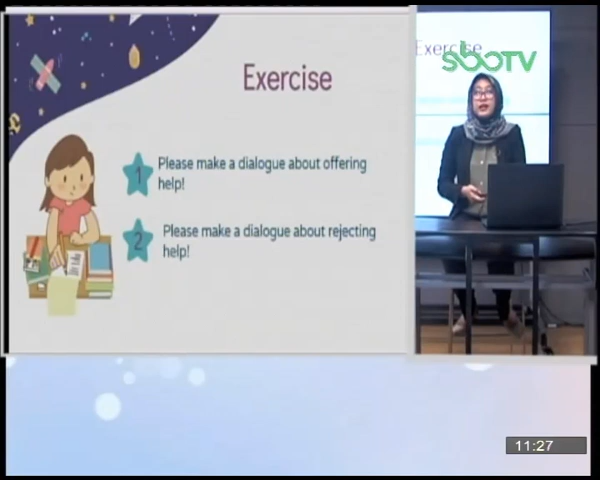 Exercise
1
Please make a dialogue about offering
help!
2
Please make a dialogue about rejecting
help!
Exercise
sboTV
11:27